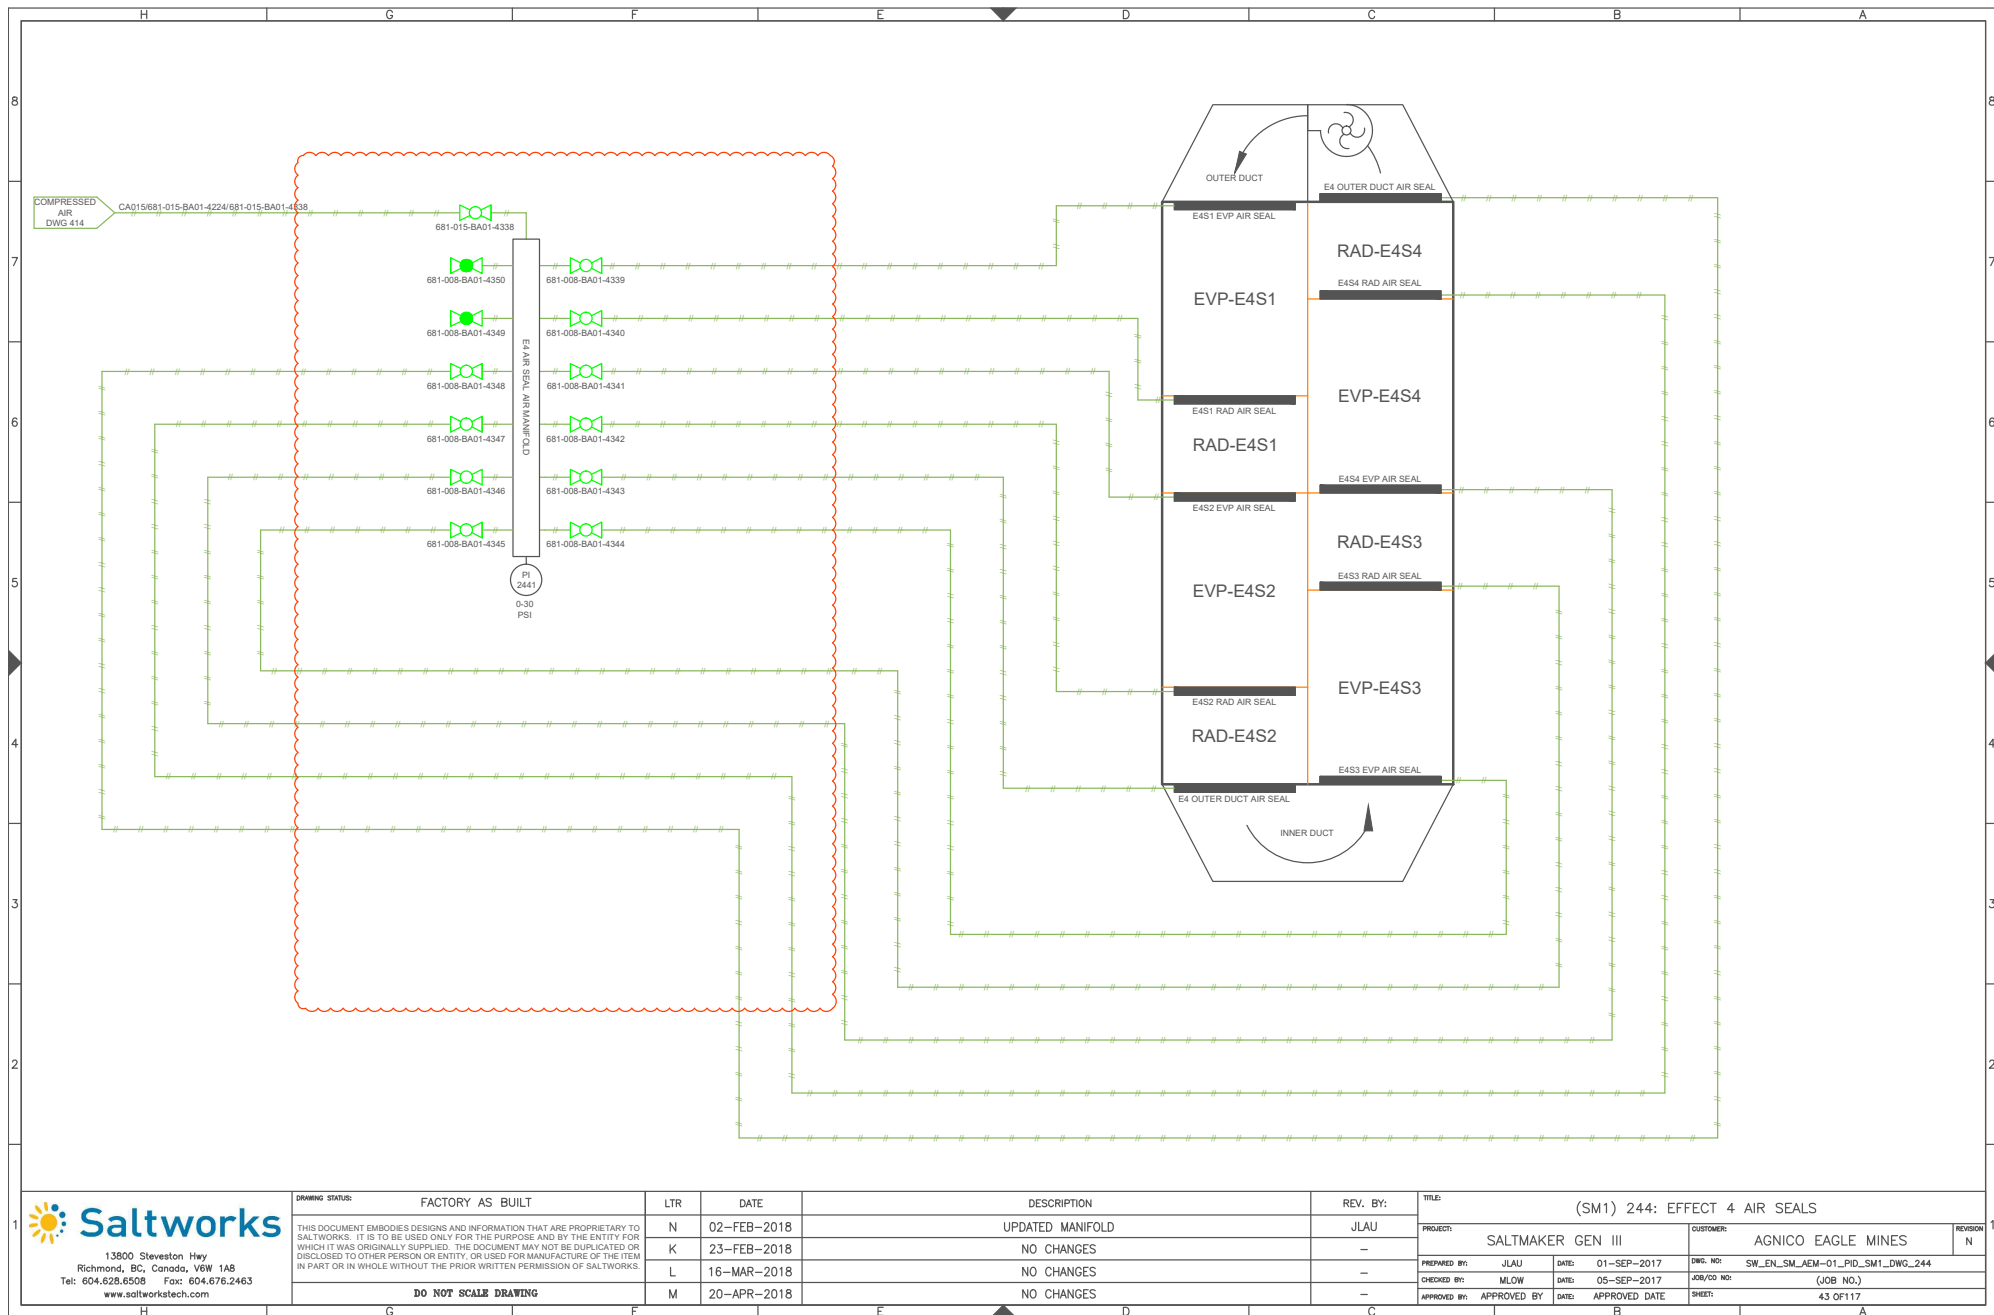 H G F E D C B A
8 8
7 7
6 6
5 5
4 4
3 3
2 2
1 1
COMPRESSED
AIR
DWG 414
CA015/681-015-BA01-4224/681-015-BA01-4338
681-015-BA01-4338
681-008-BA01-4350
681-008-BA01-4339
681-008-BA01-4349
681-008-BA01-4340
681-008-BA01-4348
681-008-BA01-4341
681-008-BA01-4347
681-008-BA01-4342
681-008-BA01-4346
681-008-BA01-4343
681-008-BA01-4345
681-008-BA01-4344
E4 AIR SEAL AIR MANIFOLD
PI
2441
0-30
PSI
OUTER DUCT
E4 OUTER DUCT AIR SEAL
E4S1 EVP AIR SEAL
RAD-E4S4
E4S4 RAD AIR SEAL
EVP-E4S1
EVP-E4S4
E4S1 RAD AIR SEAL
RAD-E4S1
E4S4 EVP AIR SEAL
E4S2 EVP AIR SEAL
RAD-E4S3
E4S3 RAD AIR SEAL
EVP-E4S2
EVP-E4S3
E4S2 RAD AIR SEAL
RAD-E4S2
E4S3 EVP AIR SEAL
E4 OUTER DUCT AIR SEAL
INNER DUCT
Saltworks
13800 Steveston Hwy
Richmond, BC, Canada, V6W 1A8
Tel: 604.628.6508 Fax: 604.676.2463
www.saltworkstech.com
DRAWING STATUS: FACTORY AS BUILT
THIS DOCUMENT EMBODIES DESIGNS AND INFORMATION THAT ARE PROPRIETARY TO
SALTWORKS. IT IS TO BE USED ONLY FOR THE PURPOSE AND BY THE ENTITY FOR
WHICH IT WAS ORIGINALLY SUPPLIED. THE DOCUMENT MAY NOT BE DUPLICATED OR
DISCLOSED TO OTHER PERSON OR ENTITY, OR USED FOR MANUFACTURE OF THE ITEM
IN PART OR IN WHOLE WITHOUT THE PRIOR WRITTEN PERMISSION OF SALTWORKS.
DO NOT SCALE DRAWING
LTR DATE DESCRIPTION REV. BY:
N 02-FEB-2018 UPDATED MANIFOLD JLAU
K 23-FEB-2018 NO CHANGES -
L 16-MAR-2018 NO CHANGES -
M 20-APR-2018 NO CHANGES -
TITLE: (SM1) 244: EFFECT 4 AIR SEALS
PROJECT: SALTMAKER GEN III
CUSTOMER: AGNICO EAGLE MINES
REVISION
N
PREPARED BY: JLAU DATE: 01-SEP-2017 DWG. NO: SW_EN_SM_AEM-01_PID_SM1_DWG_244
CHECKED BY: MLOW DATE: 05-SEP-2017 JOB/CO NO: (JOB NO.)
APPROVED BY: APPROVED BY DATE: APPROVED DATE SHEET: 43 OF117
H G F E D C B A